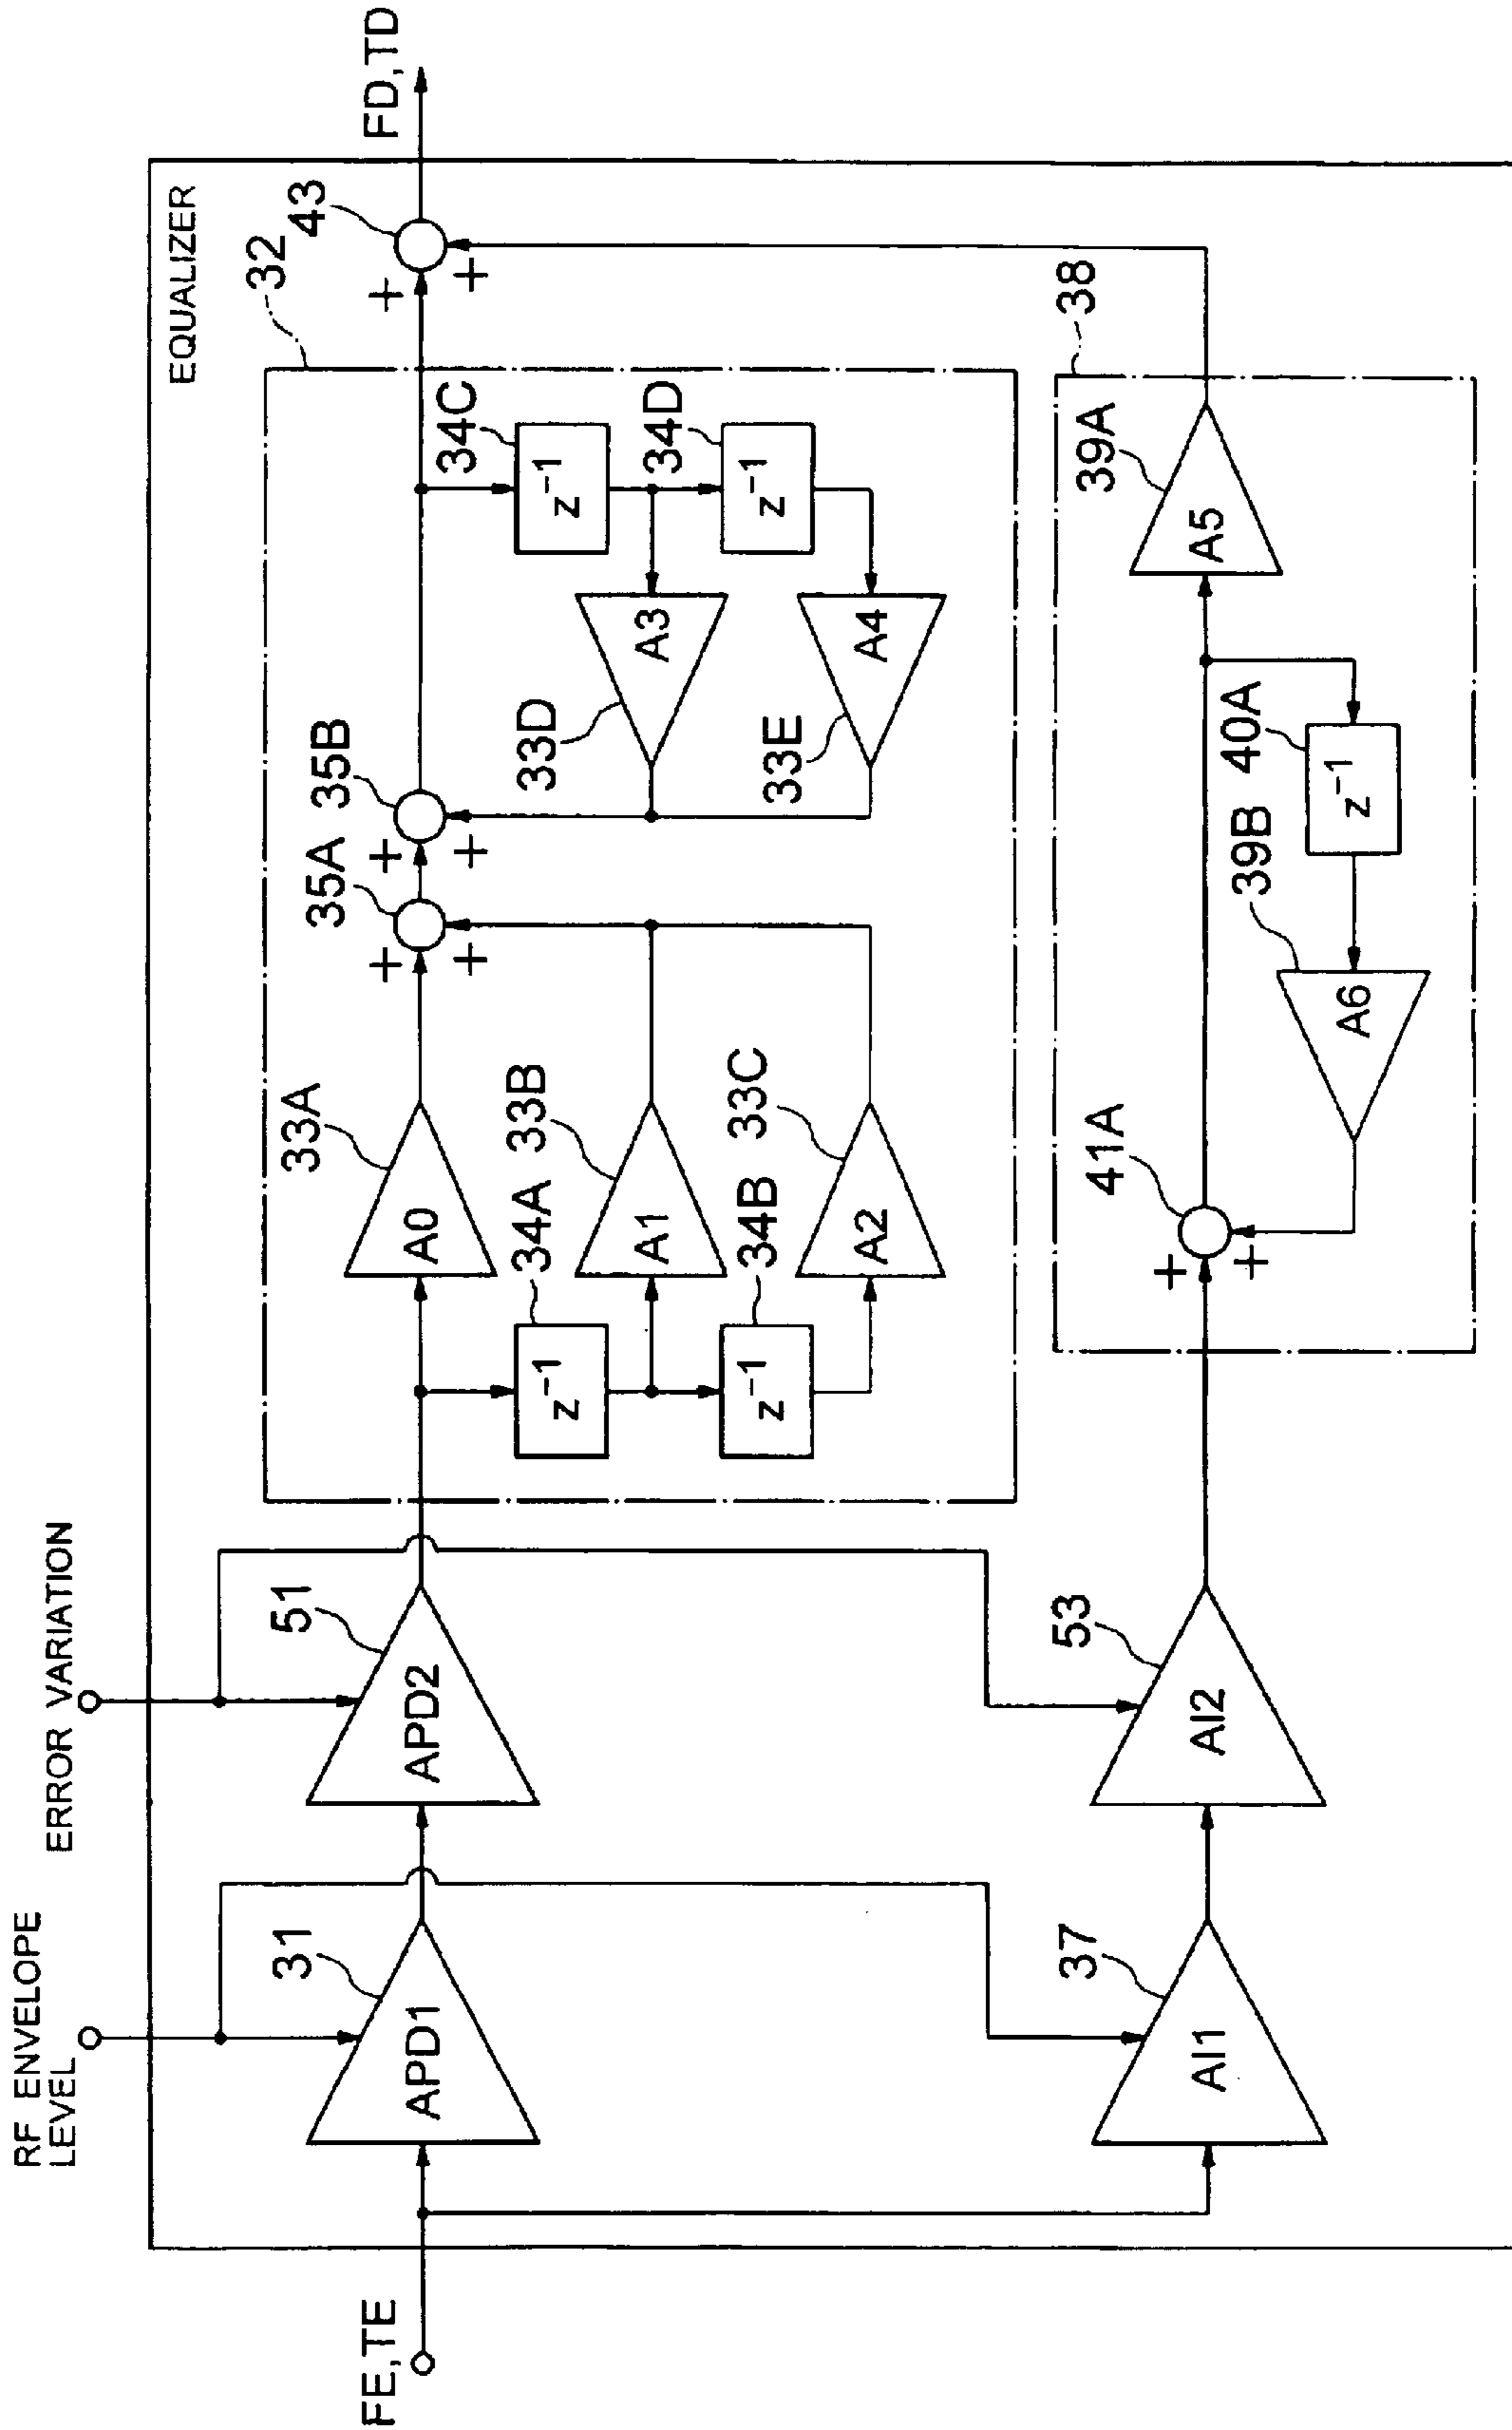 RF ENVELOPE
LEVEL
ERROR VARIATION
EQUALIZER
FE,TE
FD,TD
31
APD1
51
APD2
32
33A
A0
35A
35B
43
34A
z⁻¹
33B
A1
34B
z⁻¹
33C
A2
34C
z⁻¹
33D
A3
34D
z⁻¹
33E
A4
+
+
+
+
+
+
37
AI1
53
AI2
38
41A
+
+
39A
A5
40A
z⁻¹
39B
A6